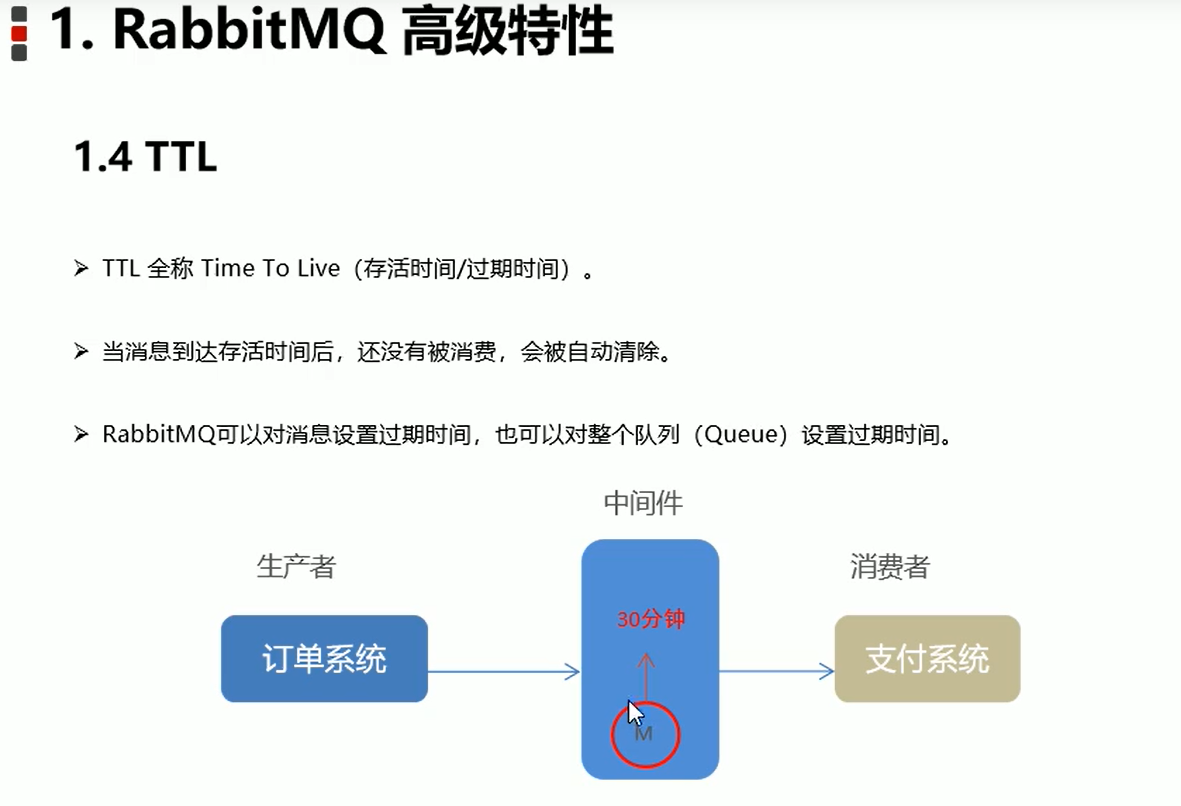 1. RabbitMQ 高级特性
1.4 TTL
TTL 全称 Time To Live（存活时间/过期时间）。
当消息到达存活时间后，还没有被消费，会被自动清除。
RabbitMQ可以对消息设置过期时间，也可以对整个队列（Queue）设置过期时间。
中间件
生产者
消费者
30分钟
订单系统
支付系统
M